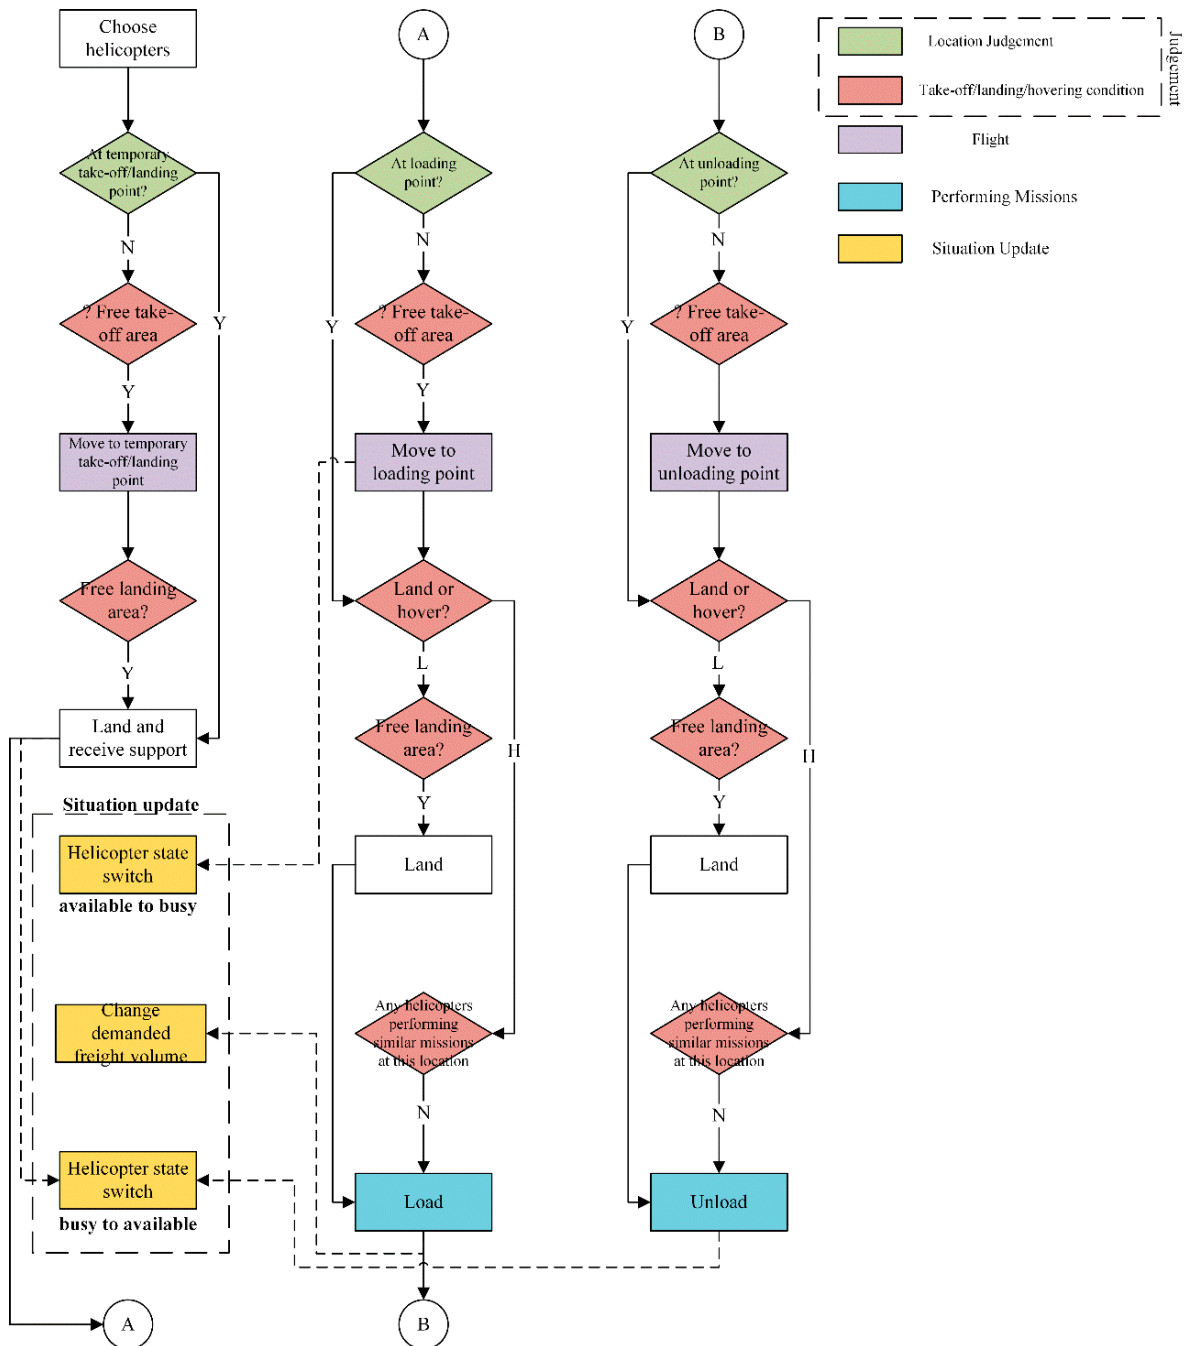 Choose
helicopters
At temporary
take-off/landing
point?
N
Y
? Free take-
off area
Y
Move to temporary
take-off/landing
point
Free landing
area?
Y
Land and
receive support
Situation update
Helicopter state
switch
available to busy
Change
demanded
freight volume
Helicopter state
switch
busy to available
A
A
At loading
point?
N
Y
? Free take-
off area
Y
Move to
loading point
Land or
hover?
L
H
Free landing
area?
Y
Land
Any helicopters
performing
similar missions
at this location
N
Load
B
B
At unloading
point?
N
Y
? Free take-
off area
Move to
unloading point
Land or
hover?
L
H
Free landing
area?
Y
Land
Any helicopters
performing
similar missions
at this location
N
Unload
Location Judgement
Take-off/landing/hovering condition
Judgement
Flight
Performing Missions
Situation Update